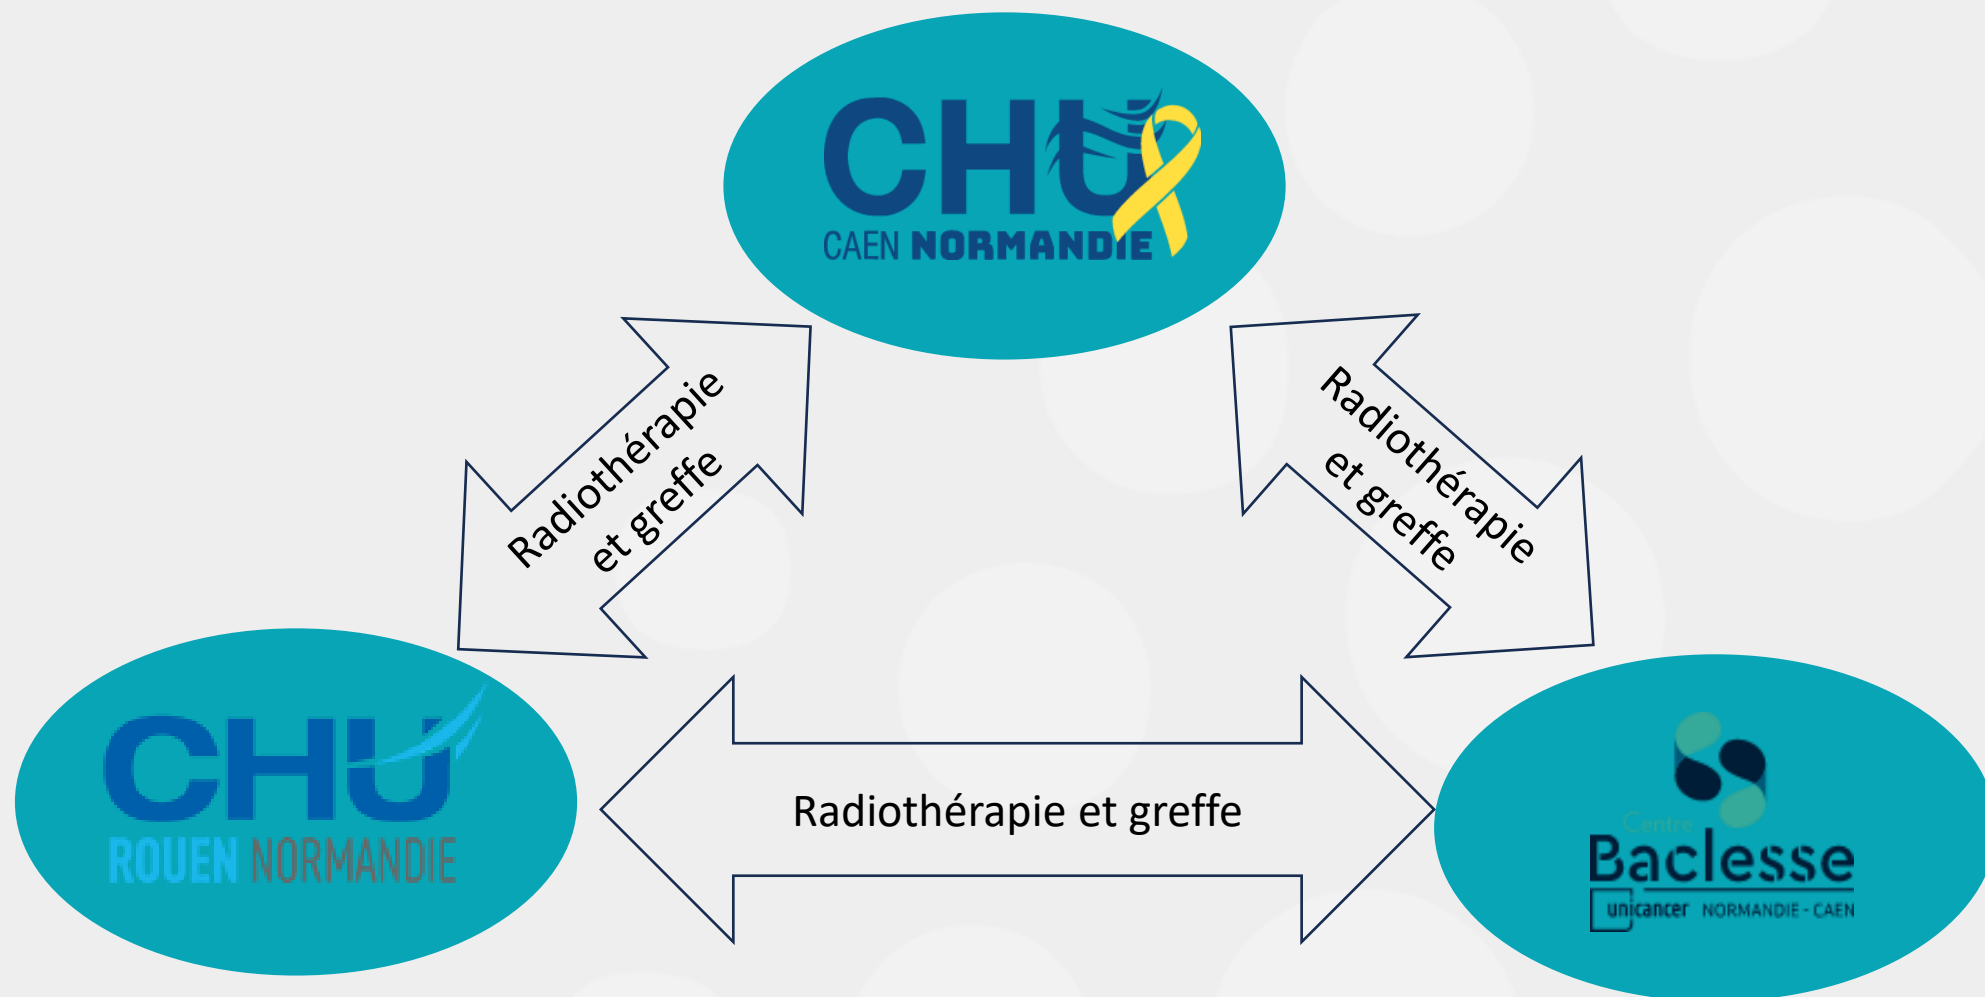 CHU
CAEN NORMANDIE
Radiothérapie
et greffe
Radiothérapie
et greffe
CHU
ROUEN NORMANDIE
Radiothérapie et greffe
Centre
Baclesse
unicancer NORMANDIE - CAEN